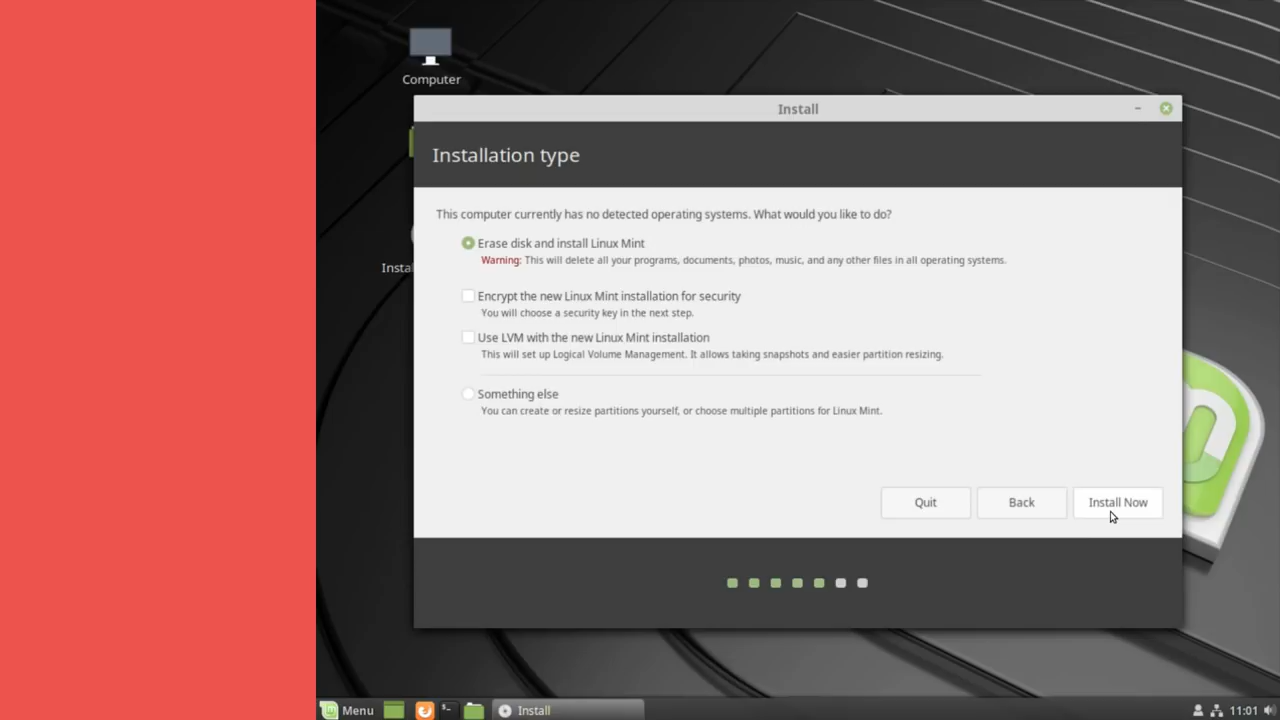 Computer
Install
Installation type
This computer currently has no detected operating systems. What would you like to do?
Erase disk and install Linux Mint
Warning: This will delete all your programs, documents, photos, music, and any other files in all operating systems.
Instal
Encrypt the new Linux Mint installation for security
You will choose a security key in the next step.
Use LVM with the new Linux Mint installation
This will set up Logical Volume Management. It allows taking snapshots and easier partition resizing.
Something else
You can create or resize partitions yourself, or choose multiple partitions for Linux Mint.
Quit
Back
Install Now
Menu
Install
11:01